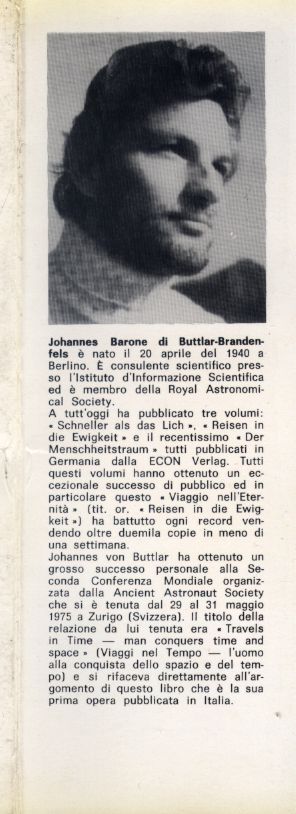 Johannes Barone di Buttlar-Branden-
fels è nato il 20 aprile del 1940 a
Berlino. È consulente scientifico pres-
so l'Istituto d'Informazione Scientifica
ed è membro della Royal Astronomi-
cal Society.
A tutt'oggi ha pubblicato tre volumi:
« Schneller als das Lich », « Reisen in
die Ewigkeit » e il recentissimo « Der
Menschheitstraum » tutti pubblicati in
Germania dalla ECON Verlag. Tutti
questi volumi hanno ottenuto un ec-
cezionale successo di pubblico ed in
particolare questo « Viaggio nell'Eter-
nità » (tit. or. « Reisen in die Ewig-
keit ») ha battuto ogni record ven-
dendo oltre duemila copie in meno di
una settimana.
Johannes von Buttlar ha ottenuto un
grosso successo personale alla Se-
conda Conferenza Mondiale organiz-
zata dalla Ancient Astronaut Society
che si è tenuta dal 29 al 31 maggio
1975 a Zurigo (Svizzera). Il titolo della
relazione da lui tenuta era « Travels
in Time — man conquers time and
space » (Viaggi nel Tempo — l'uomo
alla conquista dello spazio e del tem-
po) e si rifaceva direttamente all'ar-
gomento di questo libro che è la sua
prima opera pubblicata in Italia.